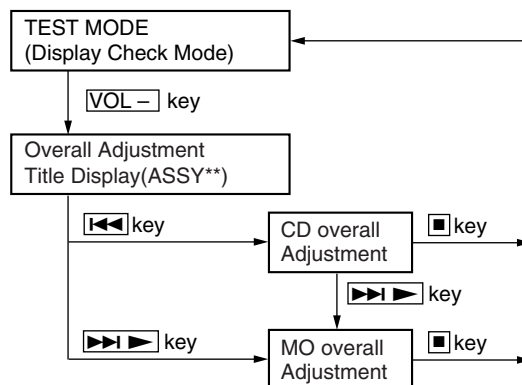 TEST MODE
(Display Check Mode)
VOL – key
Overall Adjustment
Title Display(ASSY**)
key
CD overall
Adjustment
key
key
key
MO overall
Adjustment
key